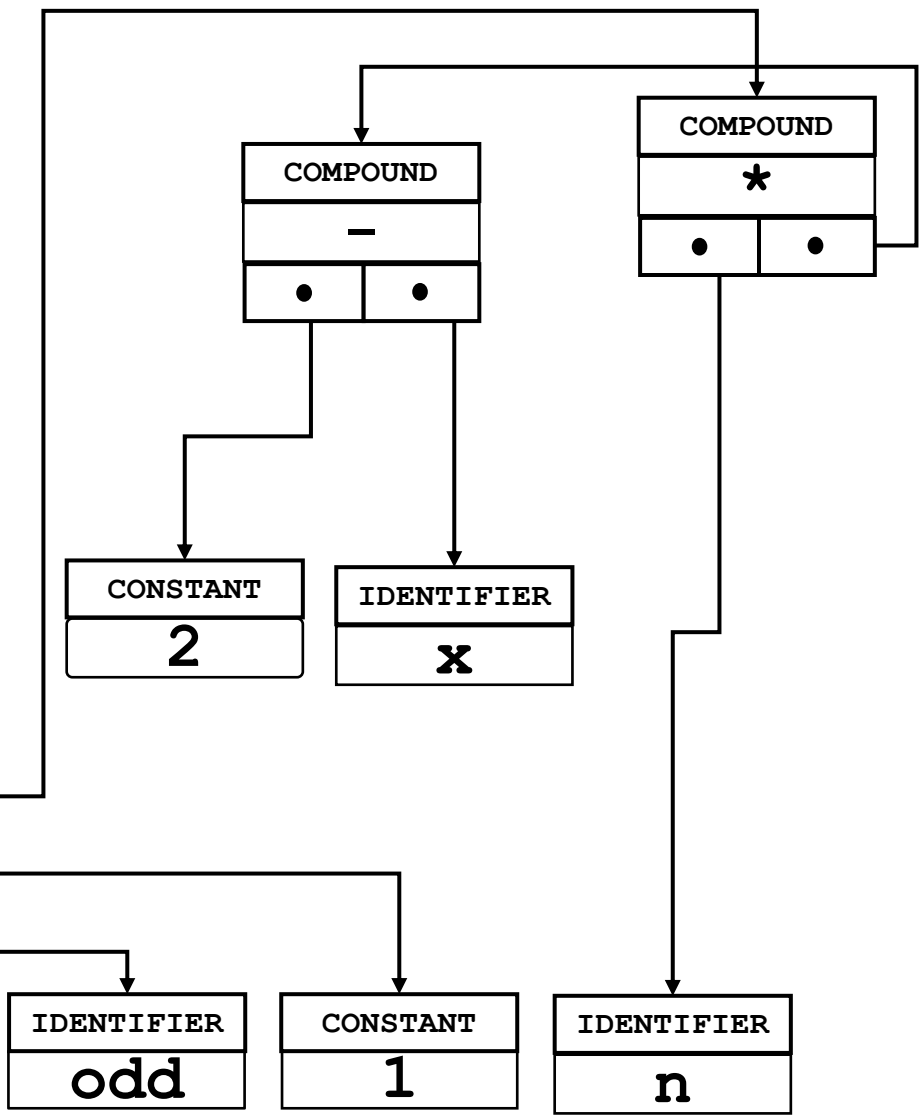 COMPOUND
*
COMPOUND
-
CONSTANT
2
IDENTIFIER
x
IDENTIFIER
odd
CONSTANT
1
IDENTIFIER
n